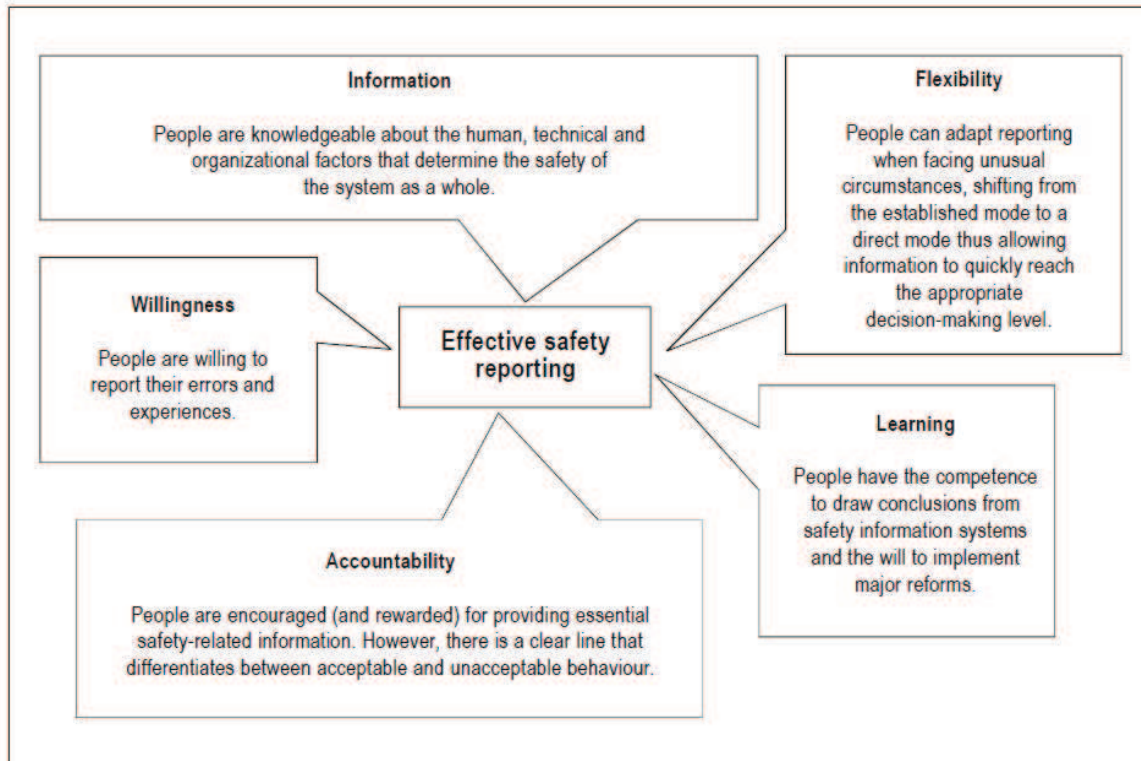 Information
People are knowledgeable about the human, technical and
organizational factors that determine the safety of
the system as a whole.
Flexibility
People can adapt reporting
when facing unusual
circumstances, shifting from
the established mode to a
direct mode thus allowing
information to quickly reach
the appropriate
decision-making level.
Willingness
People are willing to
report their errors and
experiences.
Effective safety
reporting
Learning
People have the competence
to draw conclusions from
safety information systems
and the will to implement
major reforms.
Accountability
People are encouraged (and rewarded) for providing essential
safety-related information. However, there is a clear line that
differentiates between acceptable and unacceptable behaviour.